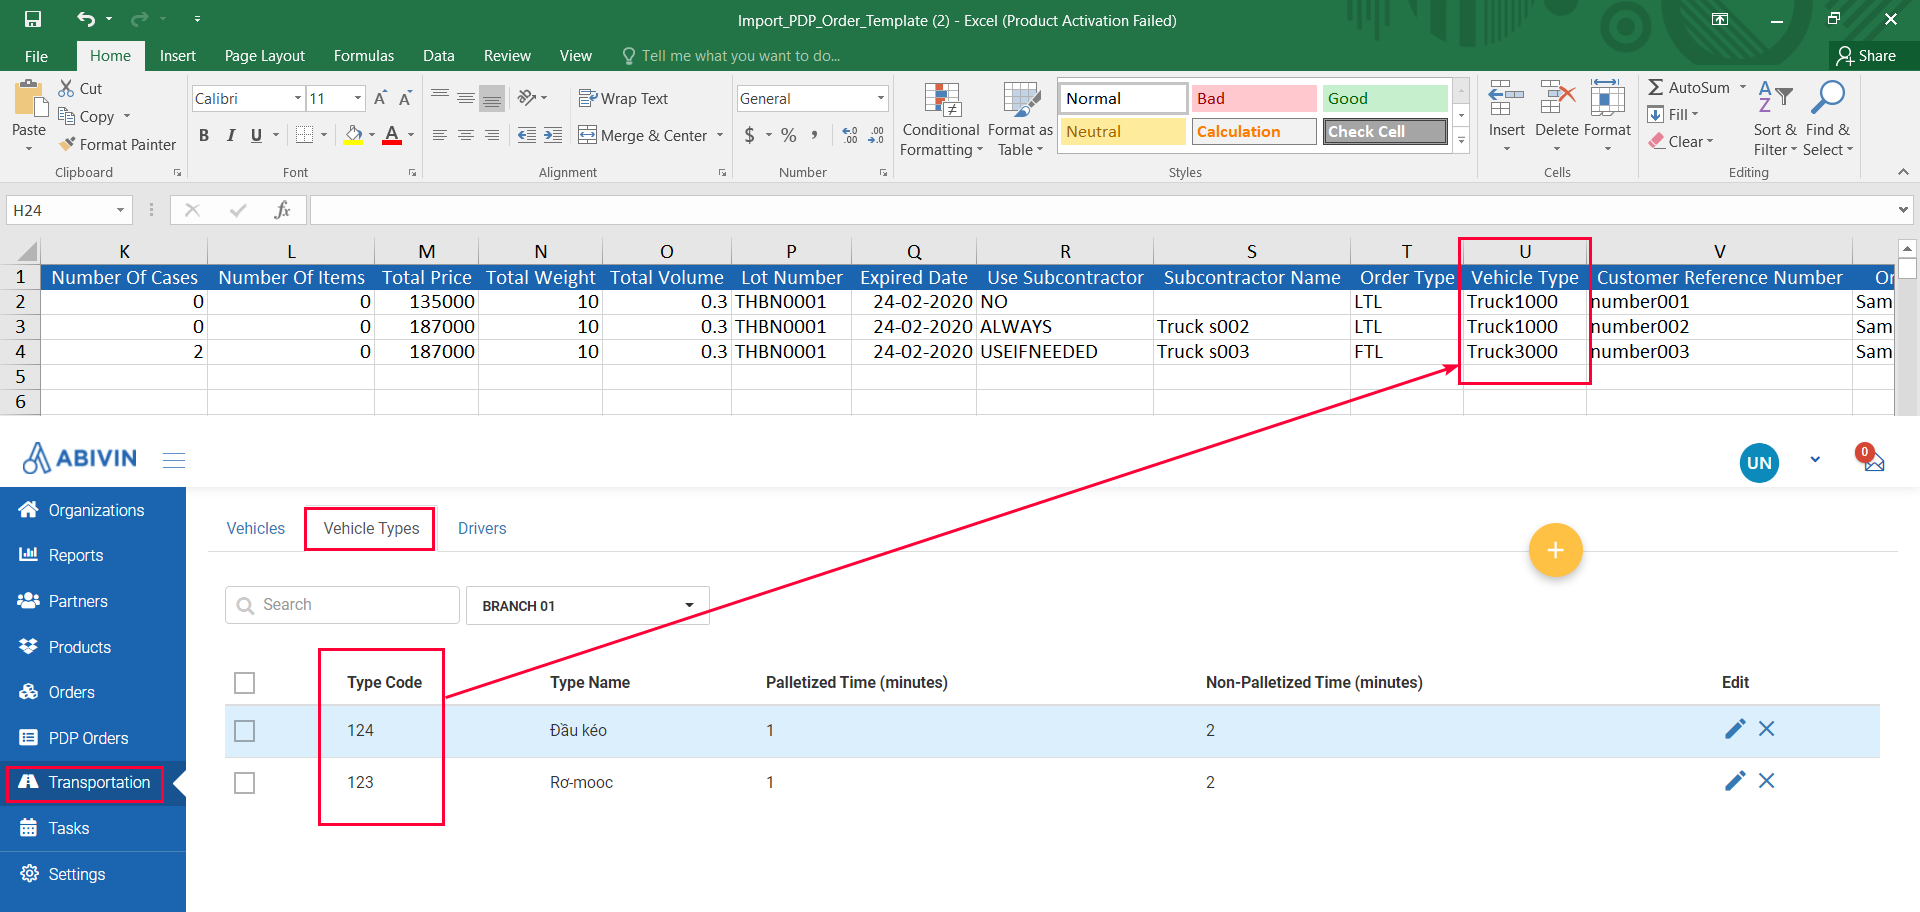 Import_PDP_Order_Template (2) - Excel (Product Activation Failed)
File Home Insert Page Layout Formulas Data Review View Tell me what you want to do... Share
Paste Cut Copy Format Painter
Clipboard
Calibri 11
B I U A
Font
Wrap Text
Merge & Center
Alignment
General
$ % ,
Number
Conditional Formatting
Format as Table
Normal Bad Good
Neutral Calculation Check Cell
Styles
Insert Delete Format
Cells
AutoSum
Fill
Clear
Sort & Filter
Find & Select
Editing
H24 fx
K L M N O P Q R S T U V
1 Number Of Cases Number Of Items Total Price Total Weight Total Volume Lot Number Expired Date Use Subcontractor Subcontractor Name Order Type Vehicle Type Customer Reference Number Or
2 0 0 135000 10 0.3 THBN0001 24-02-2020 NO LTL Truck1000 number001 Sam
3 0 0 187000 10 0.3 THBN0001 24-02-2020 ALWAYS Truck s002 LTL Truck1000 number002 Sam
4 2 0 187000 10 0.3 THBN0001 24-02-2020 USEIFNEEDED Truck s003 FTL Truck3000 number003 Sam
5
6
ABIVIN UN 0
Organizations
Reports
Partners
Products
Orders
PDP Orders
Transportation
Tasks
Settings
Vehicles Vehicle Types Drivers
+
Search BRANCH 01
Type Code Type Name Palletized Time (minutes) Non-Palletized Time (minutes) Edit
124 Đầu kéo 1 2
123 Rơ-mooc 1 2